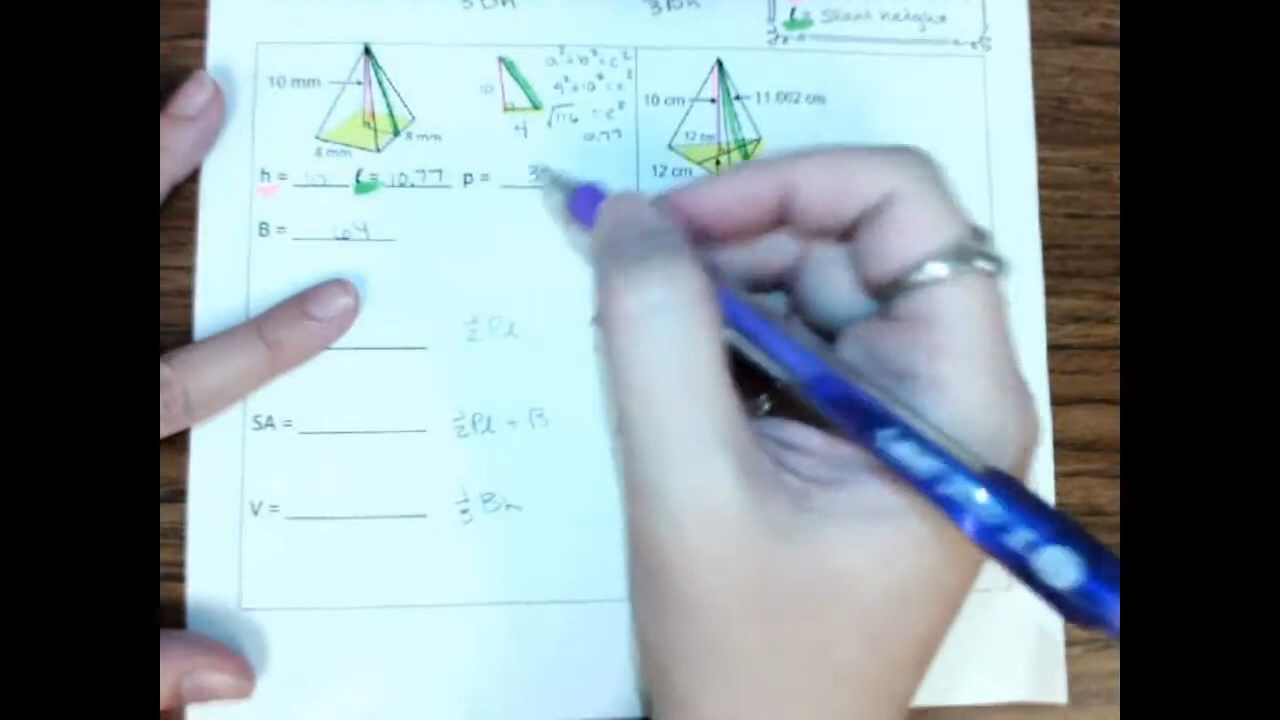 l = Slant height
10 mm
8 mm
8 mm
10
4
a² + b² = c²
4² + 10² = c²
√116 = c²
10.77
10 cm
11.662 cm
12 cm
12 cm
h = 10 l = 10.77 p =
B = 64
½Pl
SA = ½Pl + B
V = ⅓Bh